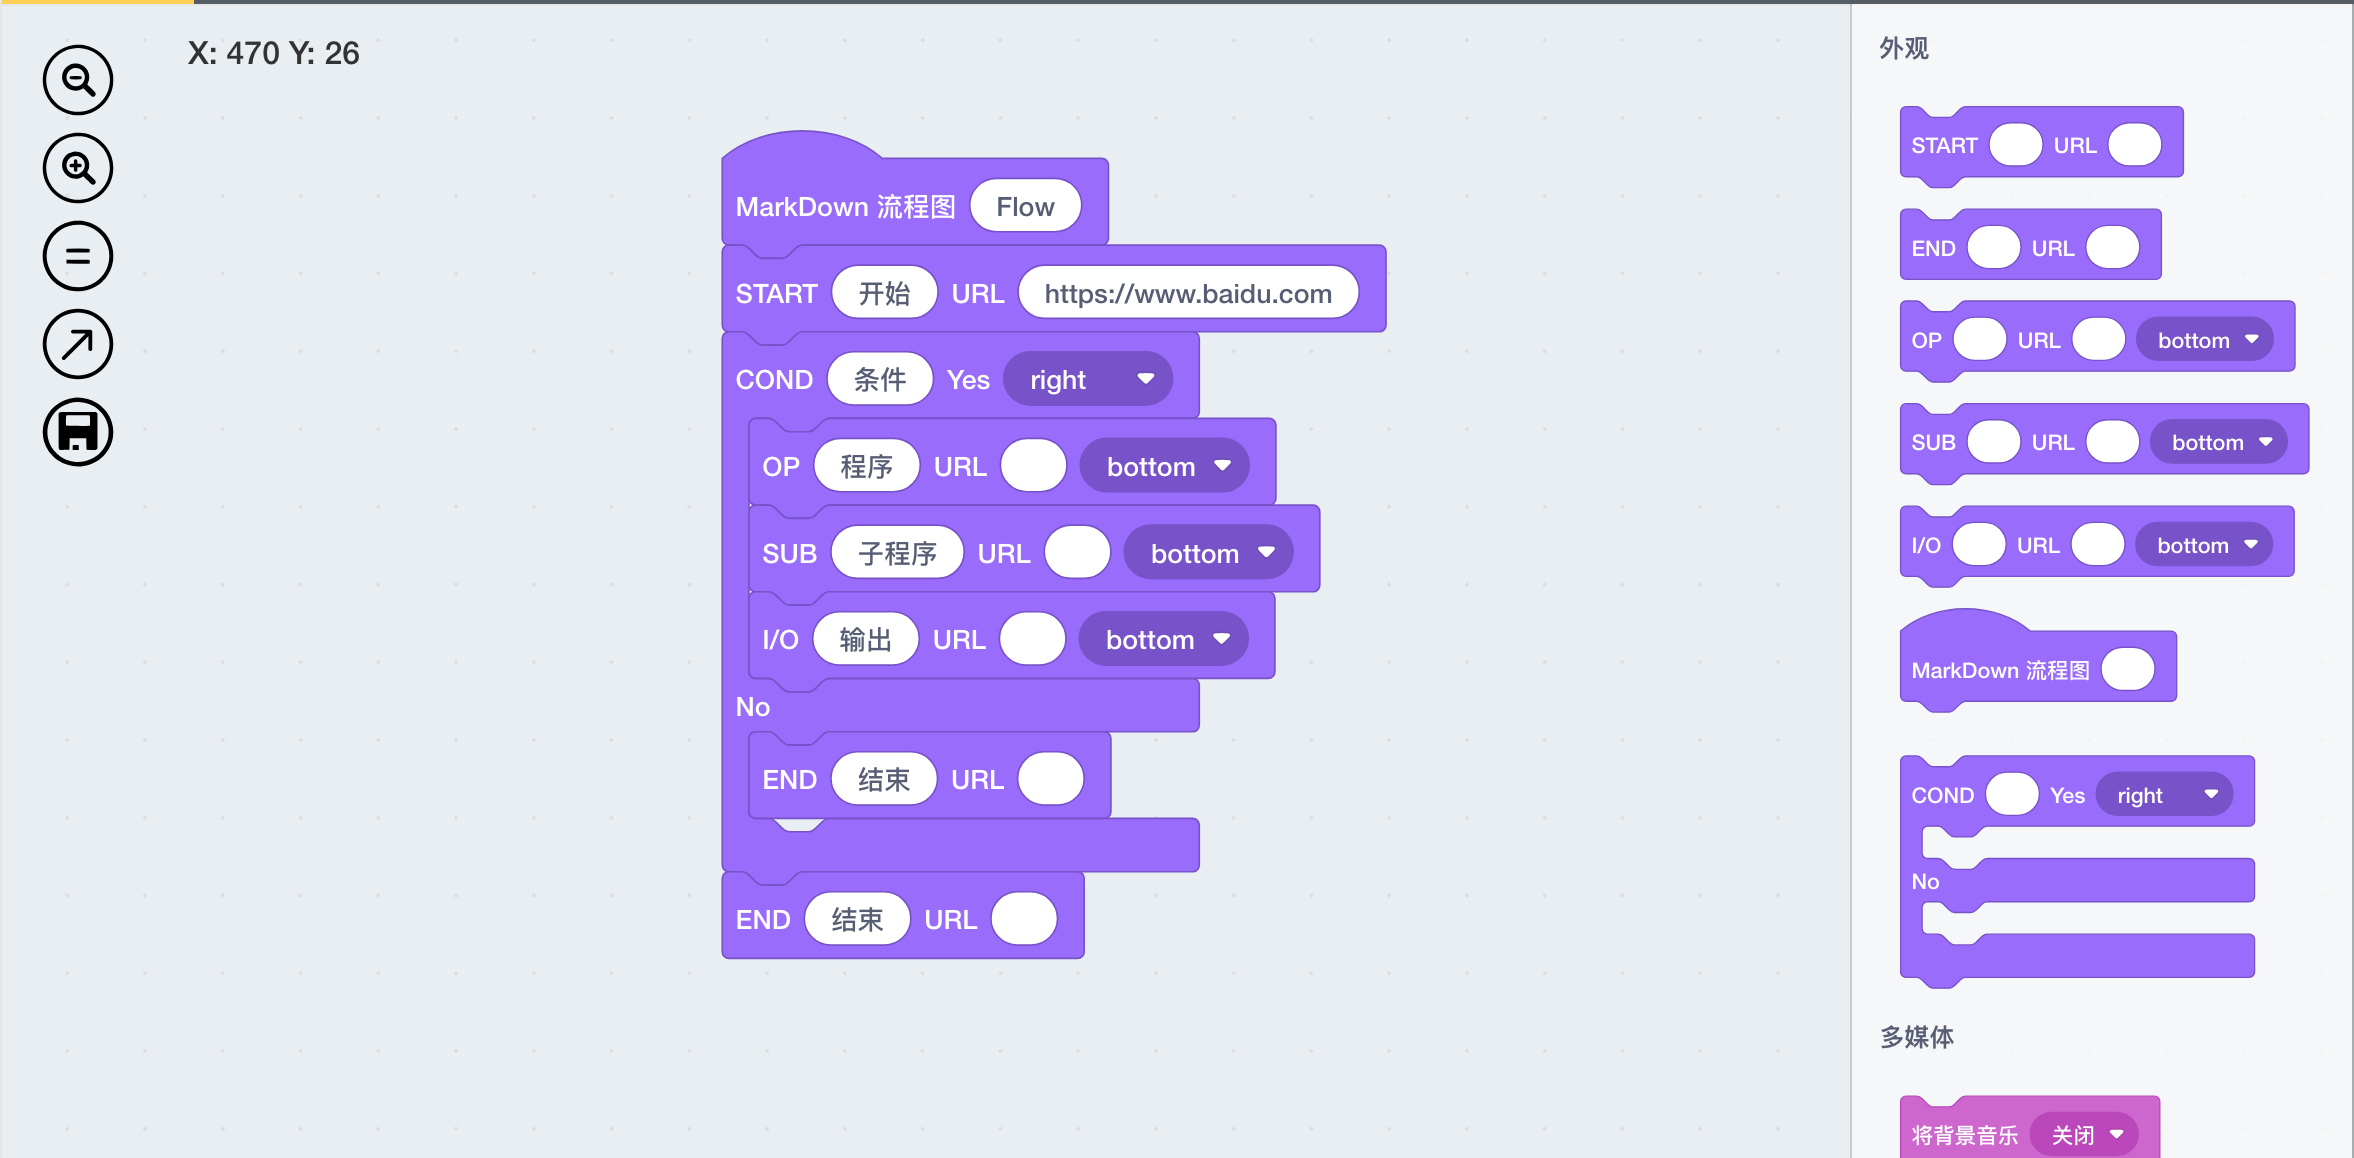 X: 470 Y: 26
MarkDown 流程图 Flow
START 开始 URL https://www.baidu.com
COND 条件 Yes right
OP 程序 URL bottom
SUB 子程序 URL bottom
I/O 输出 URL bottom
No
END 结束 URL
END 结束 URL
外观
START URL
END URL
OP URL bottom
SUB URL bottom
I/O URL bottom
MarkDown 流程图
COND Yes right
No
多媒体
将背景音乐 关闭